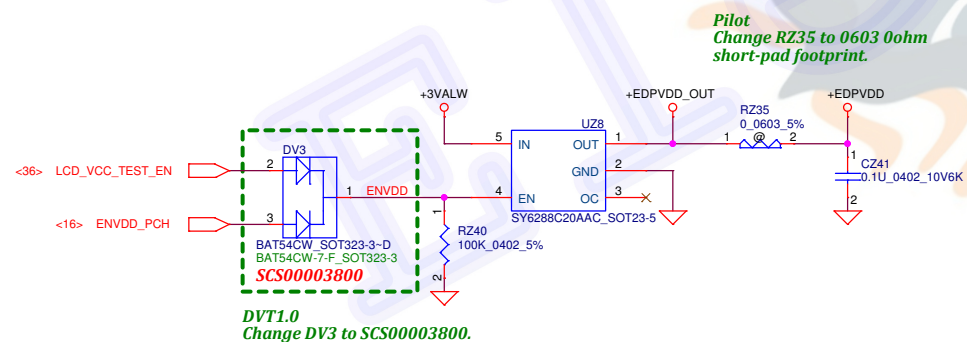 Pilot
Change RZ35 to 0603 0ohm
short-pad footprint.
+3VALW
+EDPVDD_OUT
+EDPVDD
RZ35
0_0603_5%
UZ8
1
@
2
5
IN
OUT
1
DV3
GND
2
1
CZ41
0.1U_0402_10V6K
2
<36> LCD_VCC_TEST_EN
2
1
ENVDD
4
EN
OC
3
SY6288C20AAC_SOT23-5
<16> ENVDD_PCH
3
1
RZ40
100K_0402_5%
2
BAT54CW_SOT323-3~D
BAT54CW-7-F_SOT323-3
SCS00003800
DVT1.0
Change DV3 to SCS00003800.